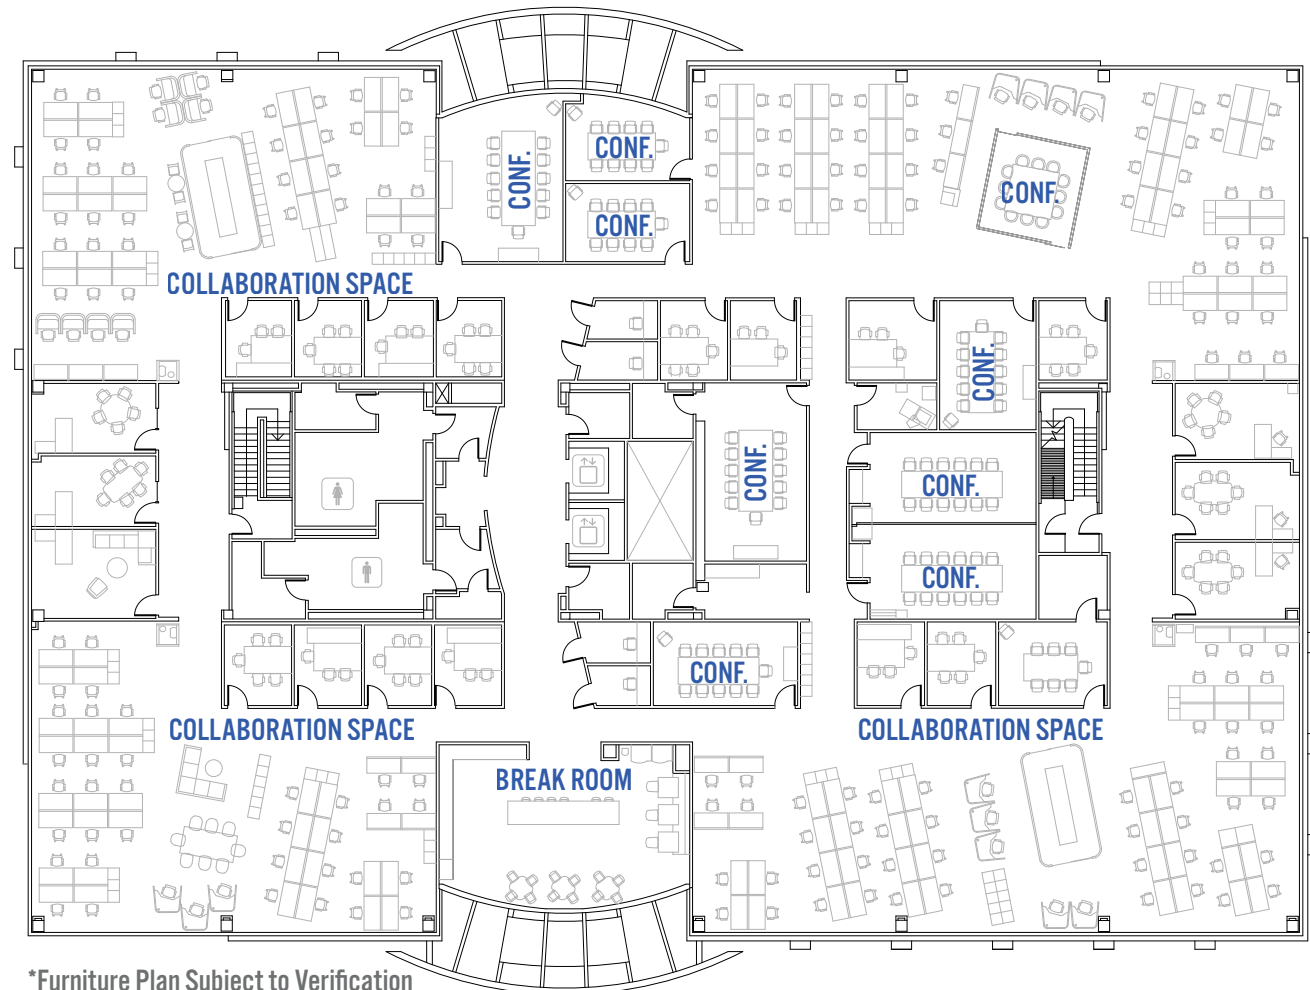 CONF.
CONF.
CONF.
CONF.
COLLABORATION SPACE
CONF.
CONF.
CONF.
CONF.
CONF.
COLLABORATION SPACE
COLLABORATION SPACE
BREAK ROOM
*Furniture Plan Subject to Verification